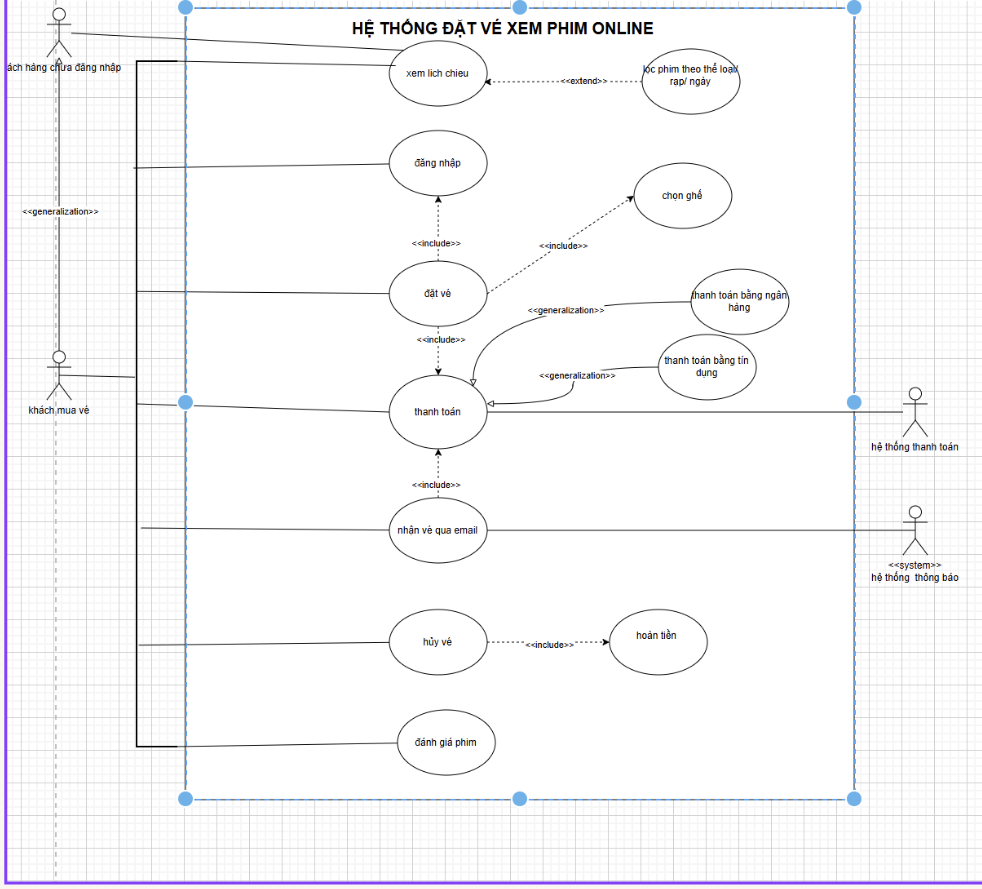 HỆ THỐNG ĐẶT VÉ XEM PHIM ONLINE
ách hàng chưa đăng nhập
xem lich chieu
<<extend>>
lọc phim theo thể loại/
rạp/ ngày
đăng nhập
chọn ghế
<<generalization>>
<<include>>
<<include>>
đặt vé
thanh toán bằng ngân
hàng
<<generalization>>
<<include>>
thanh toán bằng tín
dụng
<<generalization>>
khách mua vé
thanh toán
hệ thống thanh toán
<<include>>
nhận vé qua email
<<system>>
hệ thống thông báo
hủy vé
<<include>>
hoàn tiền
đánh giá phim